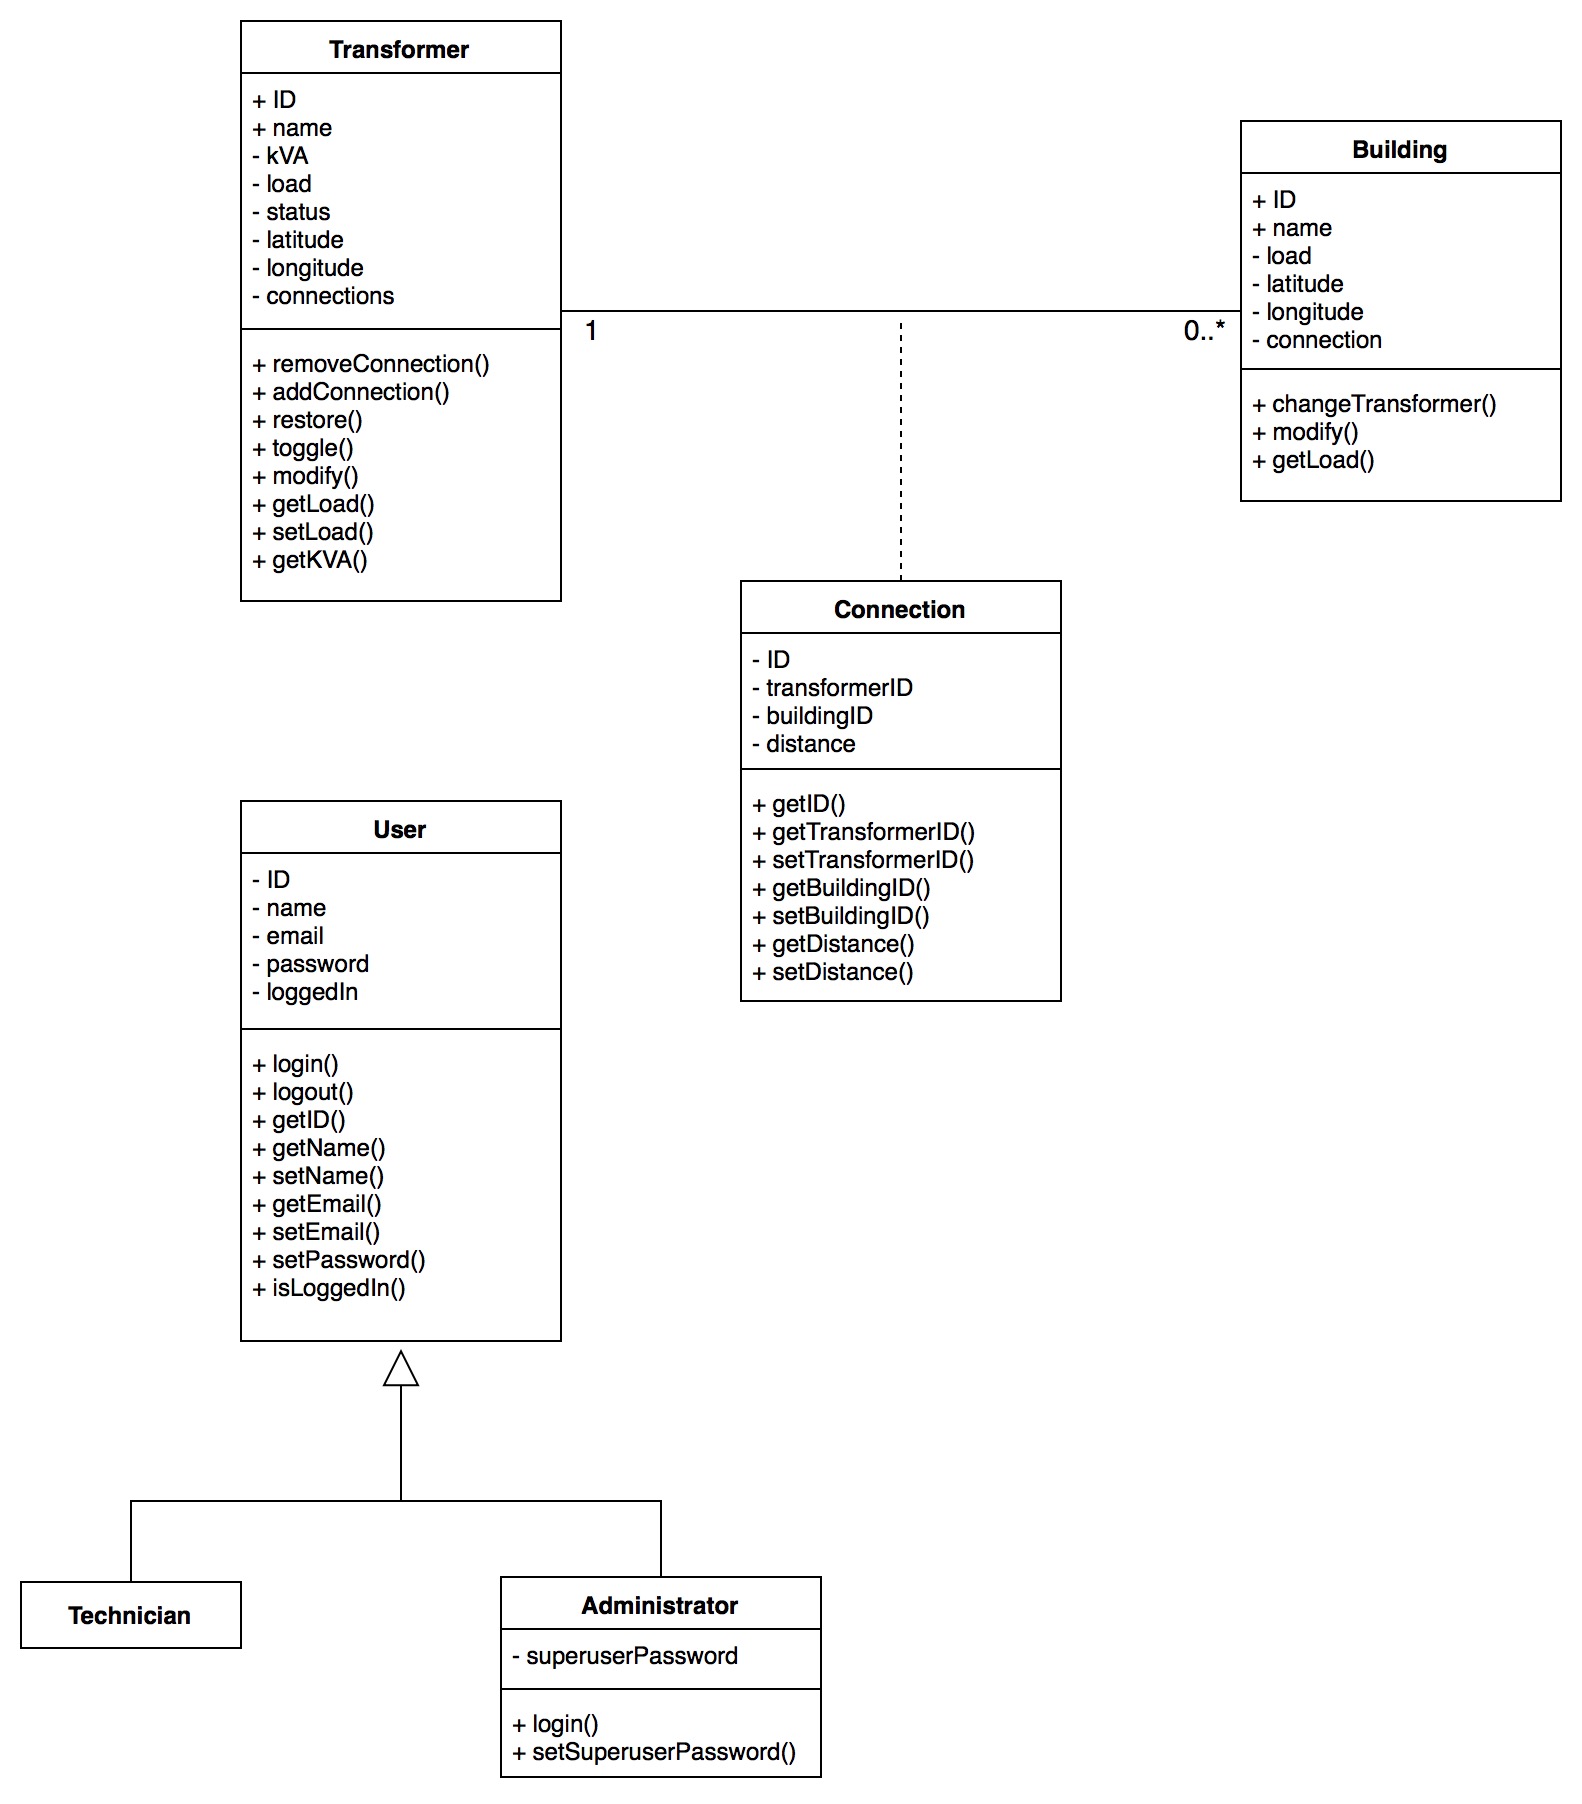 Transformer
+ ID
+ name
- kVA
- load
- status
- latitude
- longitude
- connections
+ removeConnection()
+ addConnection()
+ restore()
+ toggle()
+ modify()
+ getLoad()
+ setLoad()
+ getKVA()
1
0..*
Building
+ ID
+ name
- load
- latitude
- longitude
- connection
+ changeTransformer()
+ modify()
+ getLoad()
Connection
- ID
- transformerID
- buildingID
- distance
+ getID()
+ getTransformerID()
+ setTransformerID()
+ getBuildingID()
+ setBuildingID()
+ getDistance()
+ setDistance()
User
- ID
- name
- email
- password
- loggedIn
+ login()
+ logout()
+ getID()
+ getName()
+ setName()
+ getEmail()
+ setEmail()
+ setPassword()
+ isLoggedIn()
Technician
Administrator
- superuserPassword
+ login()
+ setSuperuserPassword()